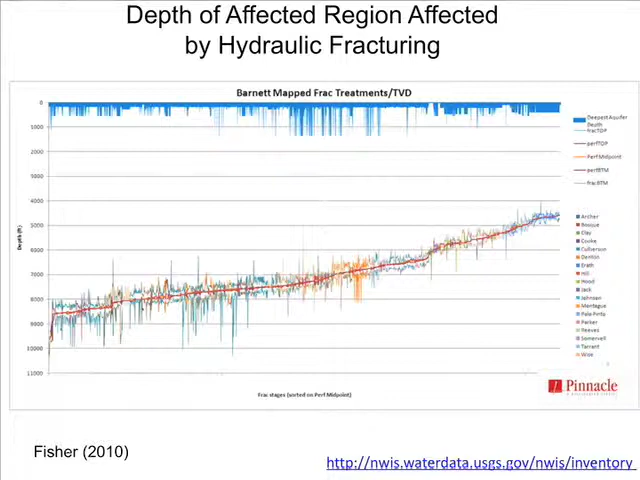 Depth of Affected Region Affected
by Hydraulic Fracturing
Barnett Mapped Frac Treatments/TVD
Depth (ft)
0
1000
2000
3000
4000
5000
6000
7000
8000
9000
10000
11000
Deepest Aquifer
Depth
fracTOP
perfTOP
Perf Midpoint
perfBTM
fracBTM
Archer
Bosque
Clay
Cooke
Culberson
Denton
Erath
Hill
Hood
Jack
Johnson
Montague
Palo Pinto
Parker
Reeves
Somervell
Tarrant
Wise
Frac stages (sorted on Perf Midpoint)
Pinnacle
Fisher (2010)
http://nwis.waterdata.usgs.gov/nwis/inventory